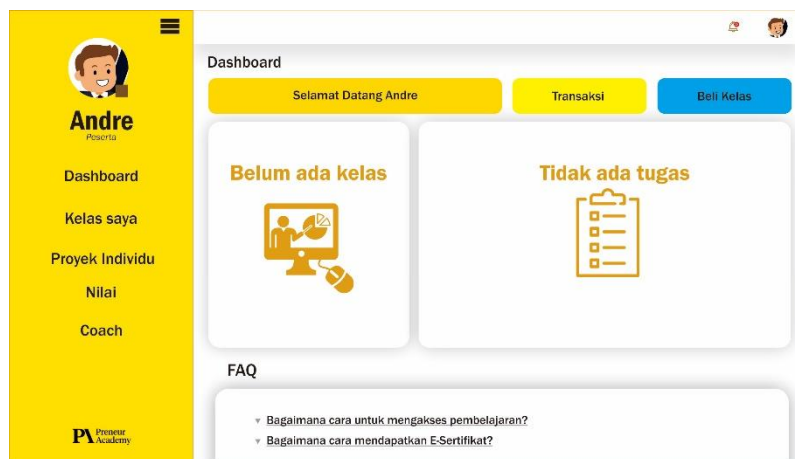 Andre
Peserta
Dashboard
Kelas saya
Proyek Individu
Nilai
Coach
PA Preneur
Academy
Dashboard
Selamat Datang Andre
Transaksi
Beli Kelas
Belum ada kelas
Tidak ada tugas
FAQ
Bagaimana cara untuk mengakses pembelajaran?
Bagaimana cara mendapatkan E-Sertifikat?